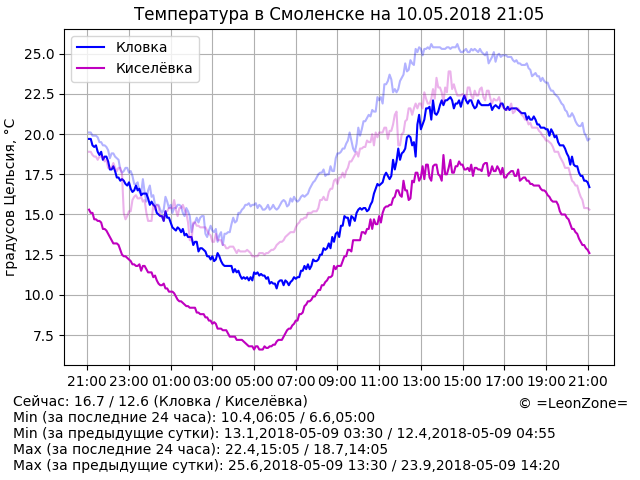 Температура в Смоленске на 10.05.2018 21:05
градусов Цельсия, °C
25.0
22.5
20.0
17.5
15.0
12.5
10.0
7.5
Кловка
Киселёвка
21:00 23:00 01:00 03:00 05:00 07:00 09:00 11:00 13:00 15:00 17:00 19:00 21:00
Сейчас: 16.7 / 12.6 (Кловка / Киселёвка)
© =LeonZone=
Min (за последние 24 часа): 10.4,06:05 / 6.6,05:00
Min (за предыдущие сутки): 13.1,2018-05-09 03:30 / 12.4,2018-05-09 04:55
Max (за последние 24 часа): 22.4,15:05 / 18.7,14:05
Max (за предыдущие сутки): 25.6,2018-05-09 13:30 / 23.9,2018-05-09 14:20